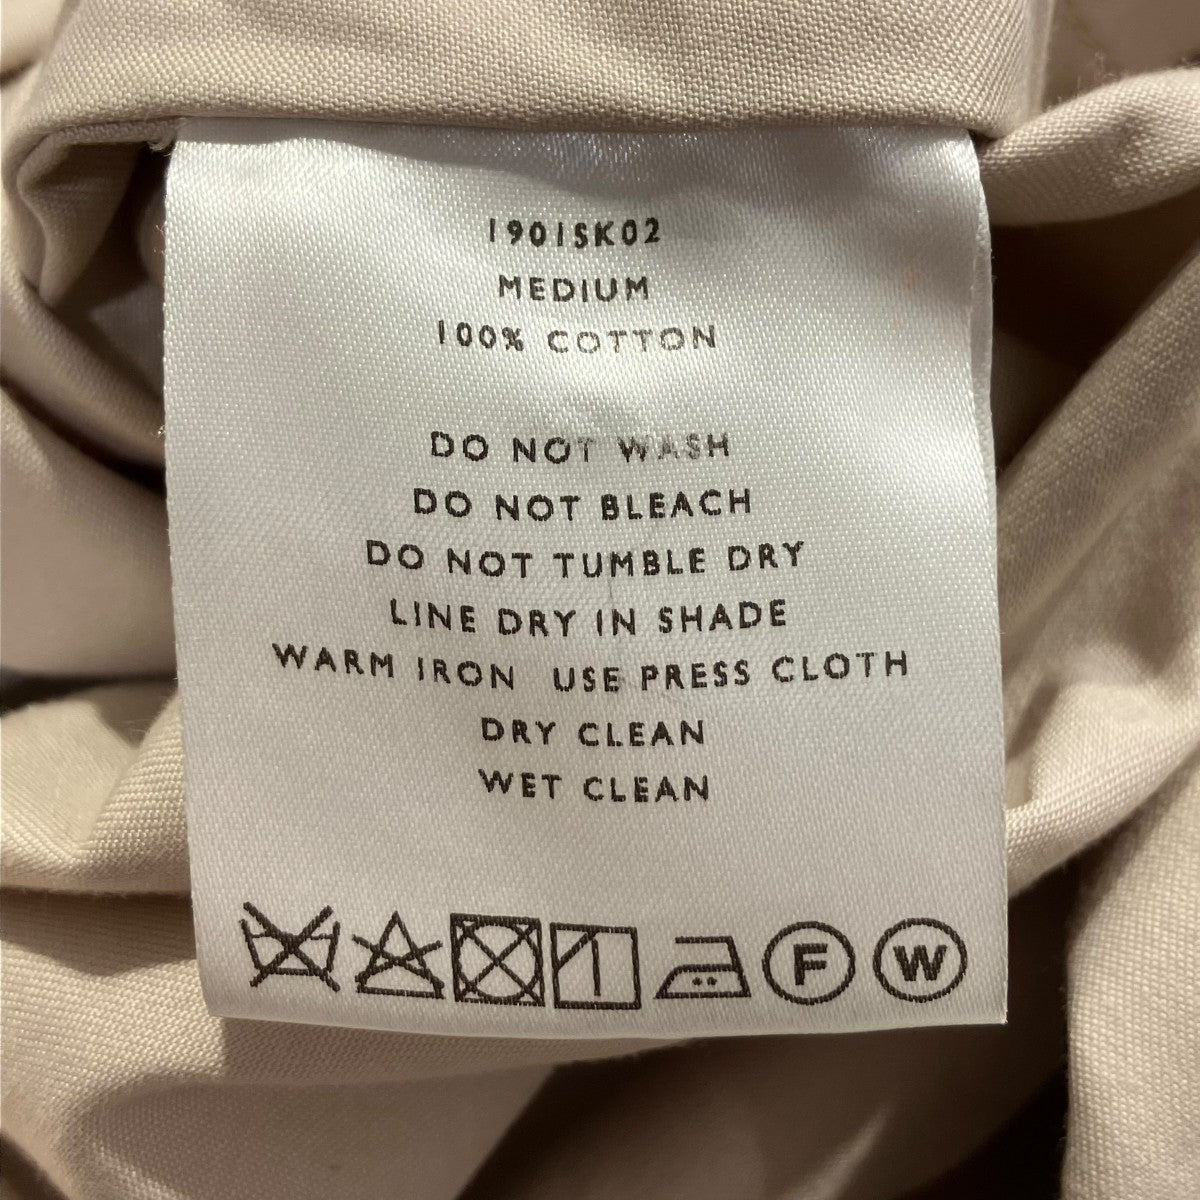 1901SK02
MEDIUM
100% COTTON
DO NOT WASH
DO NOT BLEACH
DO NOT TUMBLE DRY
LINE DRY IN SHADE
WARM IRON USE PRESS CLOTH
DRY CLEAN
WET CLEAN
F W